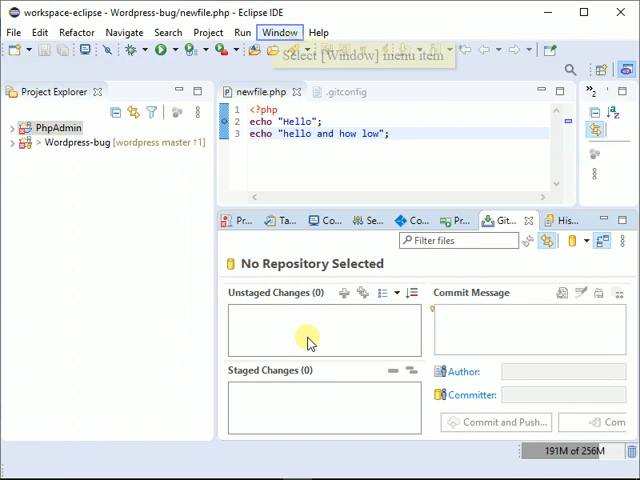 workspace-eclipse - Wordpress-bug/newfile.php - Eclipse IDE
File Edit Refactor Navigate Search Project Run Window Help
Select [Window] menu item
Project Explorer
newfile.php
.gitconfig
»2
PhpAdmin
> Wordpress-bug [wordpress master ↑1]
1 <?php
2 echo "Hello";
3 echo "hello and how low";
Pr...
Ta...
Co...
Se...
Co...
Pr...
Git...
His...
Filter files
No Repository Selected
Unstaged Changes (0)
Commit Message
Staged Changes (0)
Author:
Committer:
Commit and Push...
Com
191M of 256M